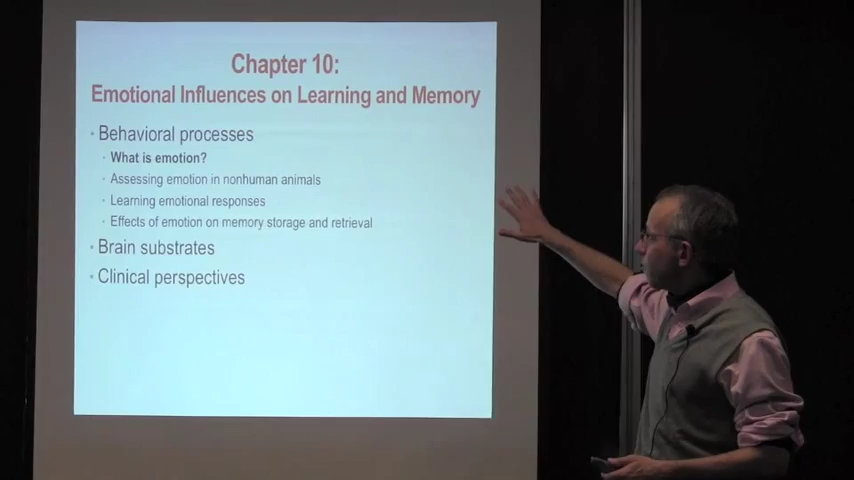 Chapter 10:
Emotional Influences on Learning and Memory
• Behavioral processes
• What is emotion?
• Assessing emotion in nonhuman animals
• Learning emotional responses
• Effects of emotion on memory storage and retrieval
• Brain substrates
• Clinical perspectives